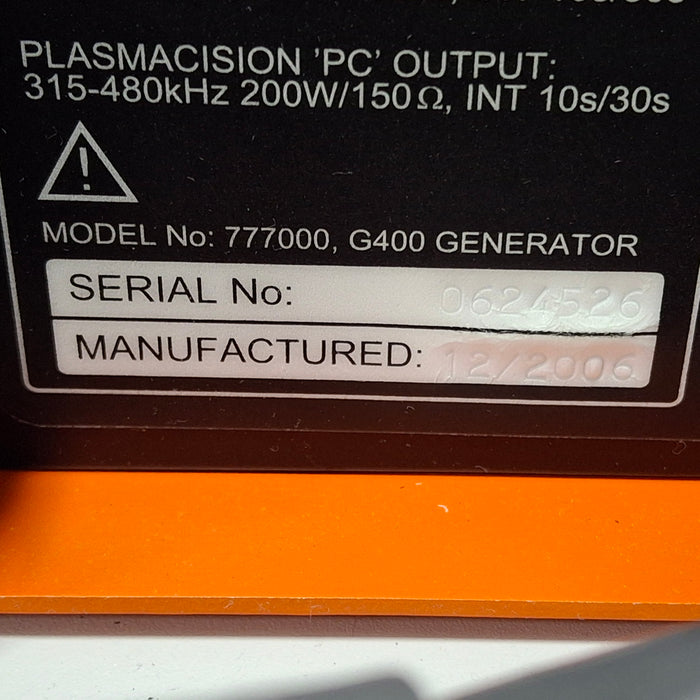 PLASMACISION 'PC' OUTPUT:
315-480kHz 200W/150Ω, INT 10s/30s
!
MODEL No: 777000, G400 GENERATOR
SERIAL No: 0624526
MANUFACTURED: 12/2006